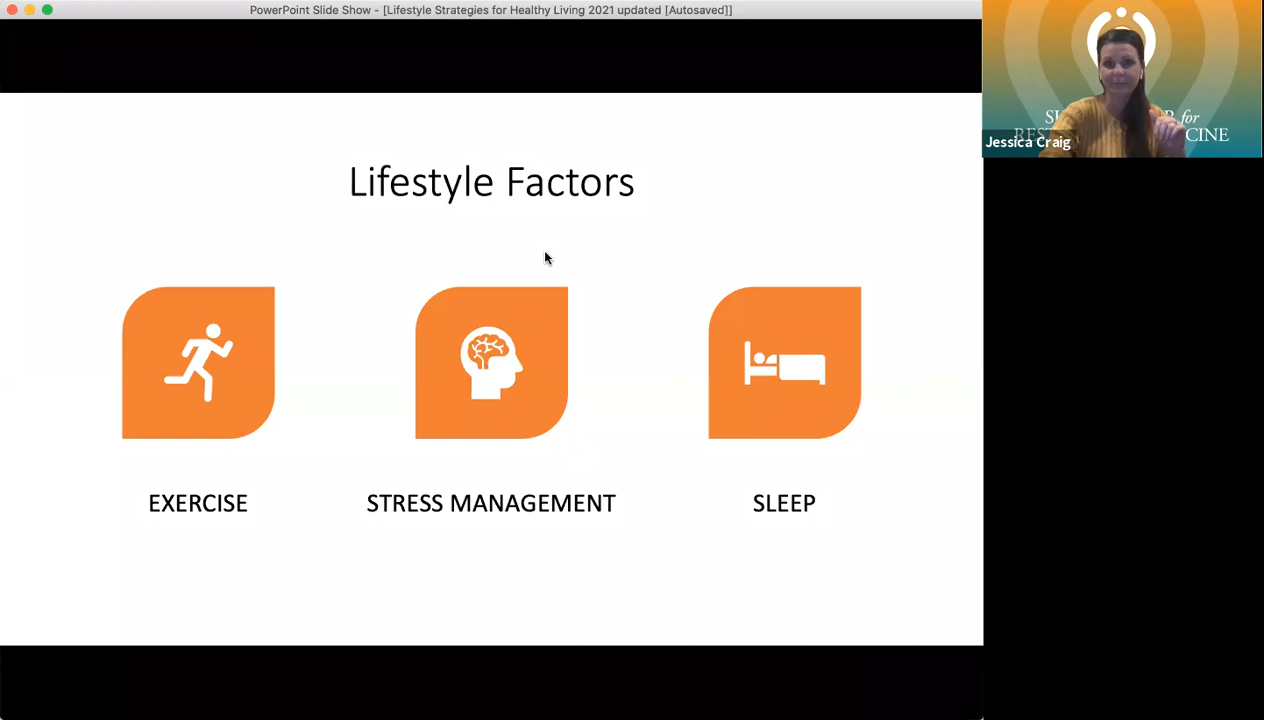 PowerPoint Slide Show - [Lifestyle Strategies for Healthy Living 2021 updated [Autosaved]]
for
Jessica Craig
Lifestyle Factors
EXERCISE
STRESS MANAGEMENT
SLEEP